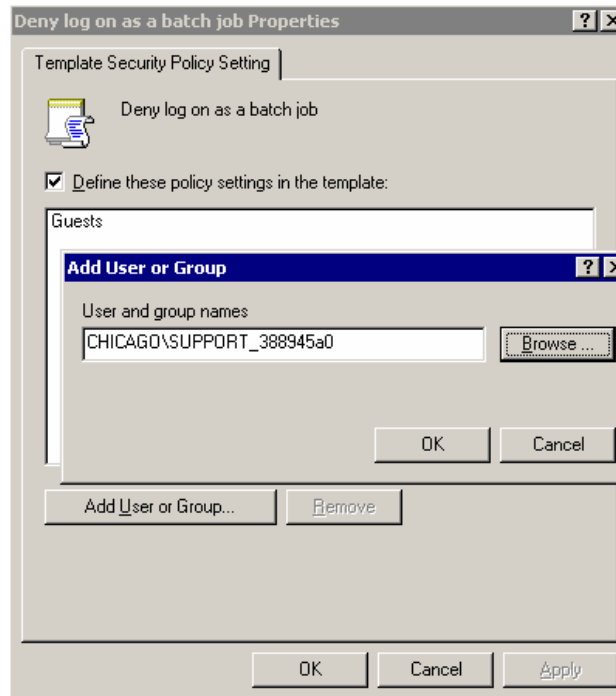 Deny log on as a batch job Properties
Template Security Policy Setting
Deny log on as a batch job
Define these policy settings in the template:
Guests
Add User or Group
User and group names
CHICAGO\SUPPORT_388945a0
Browse ...
OK Cancel
Add User or Group... Remove
OK Cancel Apply